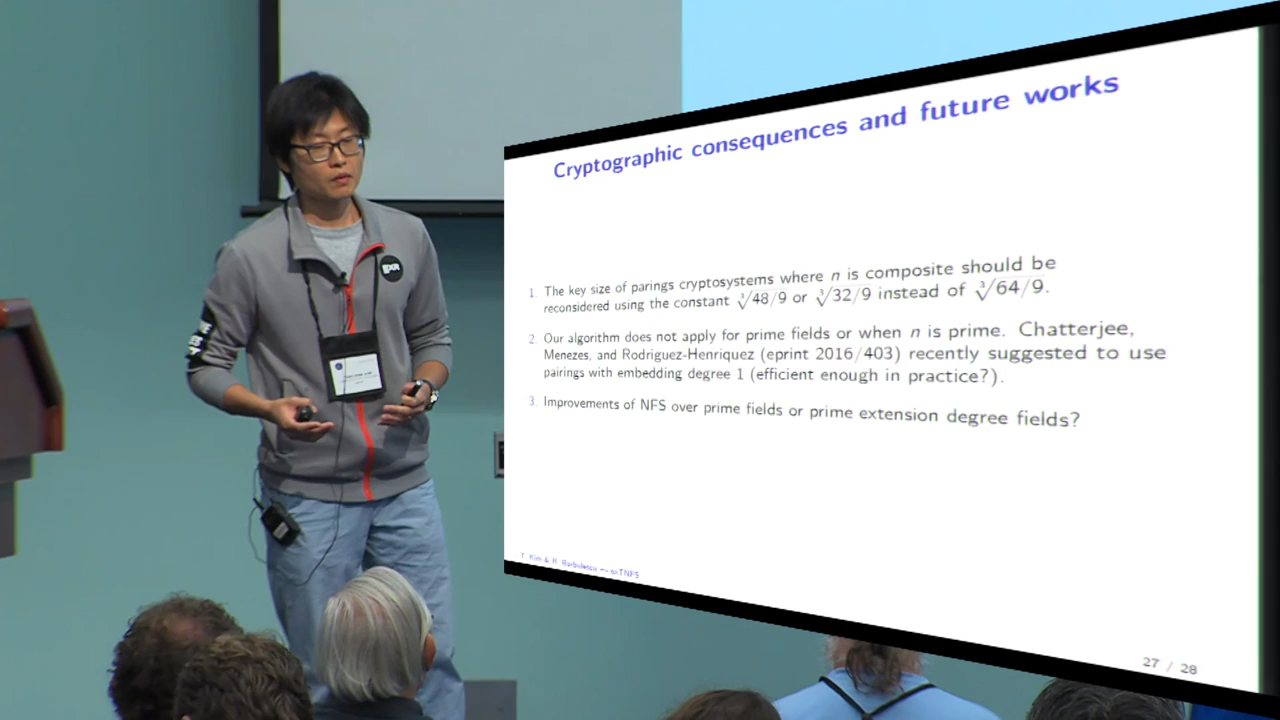 Cryptographic consequences and future works
1. The key size of parings cryptosystems where n is composite should be
reconsidered using the constant ∛48/9 or ∛32/9 instead of ∛64/9.
2. Our algorithm does not apply for prime fields or when n is prime. Chatterjee,
Menezes, and Rodriguez-Henriquez (eprint 2016/403) recently suggested to use
pairings with embedding degree 1 (efficient enough in practice?).
3. Improvements of NFS over prime fields or prime extension degree fields?
T. Kim & R. Barbulescu — exTNFS
27 / 28